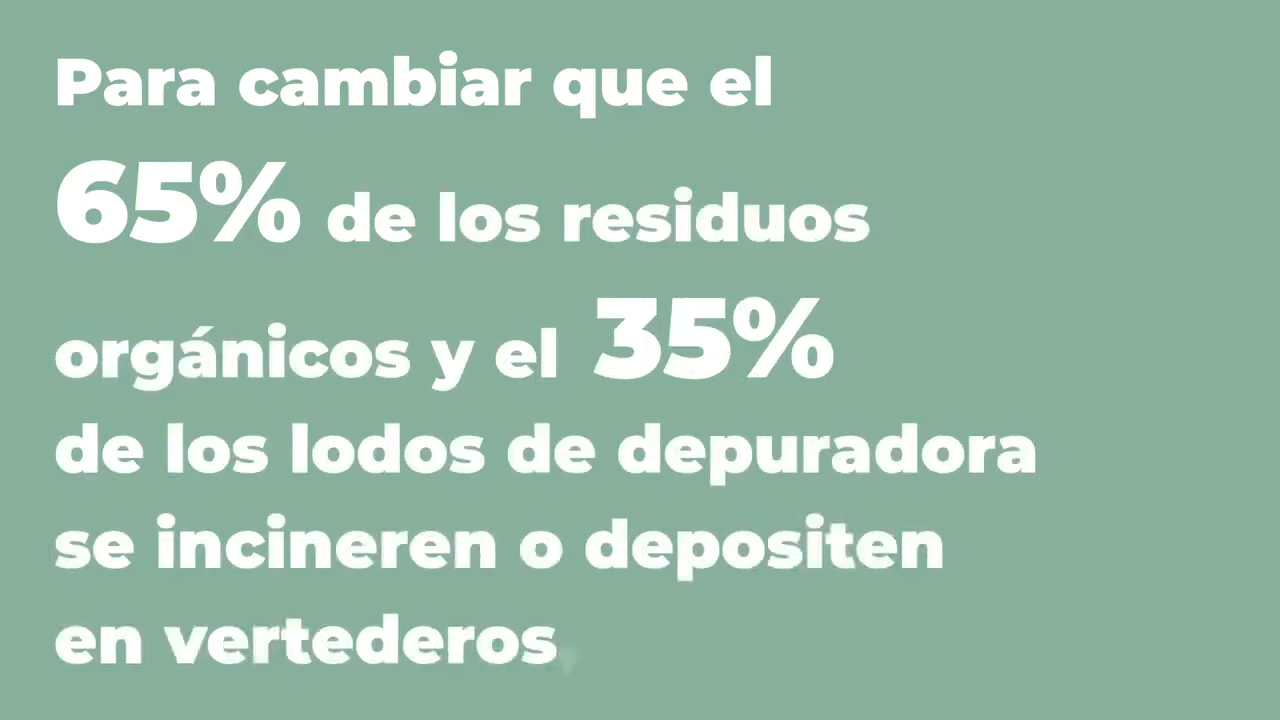 Para cambiar que el
65% de los residuos
orgánicos y el 35%
de los lodos de depuradora
se incineren o depositen
en vertederos